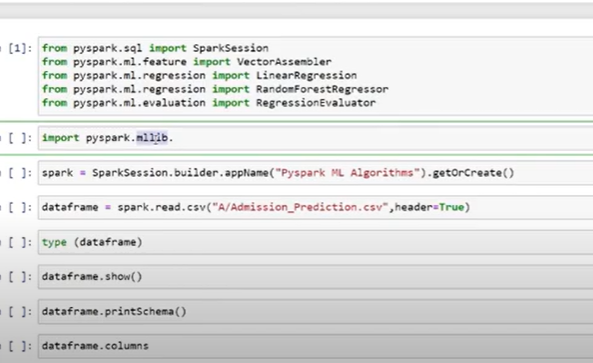 [1]:
from pyspark.sql import SparkSession
from pyspark.ml.feature import VectorAssembler
from pyspark.ml.regression import LinearRegression
from pyspark.ml.regression import RandomForestRegressor
from pyspark.ml.evaluation import RegressionEvaluator
[ ]: import pyspark.mllib.
[ ]: spark = SparkSession.builder.appName("Pyspark ML Algorithms").getOrCreate()
[ ]: dataframe = spark.read.csv("A/Admission_Prediction.csv",header=True)
[ ]: type (dataframe)
[ ]: dataframe.show()
[ ]: dataframe.printSchema()
[ ]: dataframe.columns